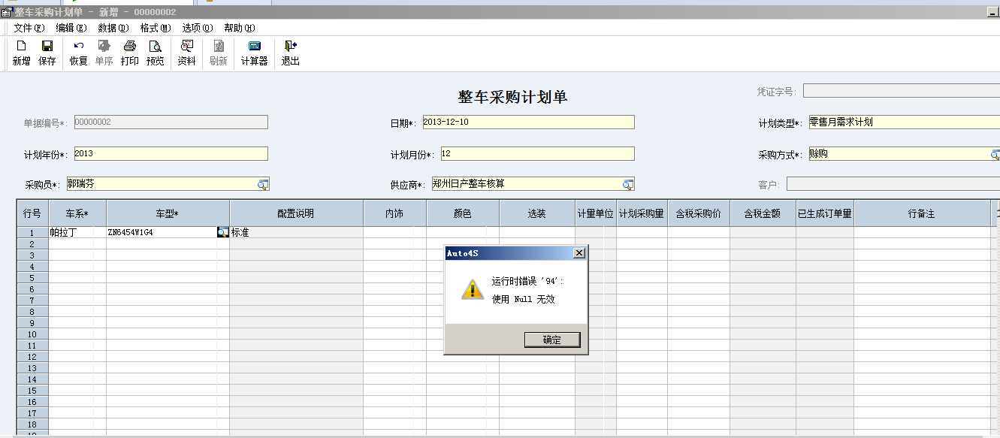 整车采购计划单 - 新增 - 00000002
文件(F) 编辑(E) 数据(D) 格式(M) 选项(O) 帮助(H)
新增 保存 恢复 单序 打印 预览 资料 刷新 计算器 退出
整车采购计划单
凭证字号:
单据编号*: 00000002 日期*: 2013-12-10 计划类型*: 零售月需求计划
计划年份*: 2013 计划月份*: 12 采购方式*: 赊购
采购员*: 郭瑞芬 供应商*: 郑州日产整车核算 客户:
行号 车系* 车型* 配置说明 内饰 颜色 选装 计量单位 计划采购量 含税采购价 含税金额 已生成订单量 行备注
1 帕拉丁 ZN6454W1G4 标准
2
3
4
5
6
7
8
9
10
11
12
13
14
15
16
17
18
Auto4S
运行时错误 '94':
使用 Null 无效
确定